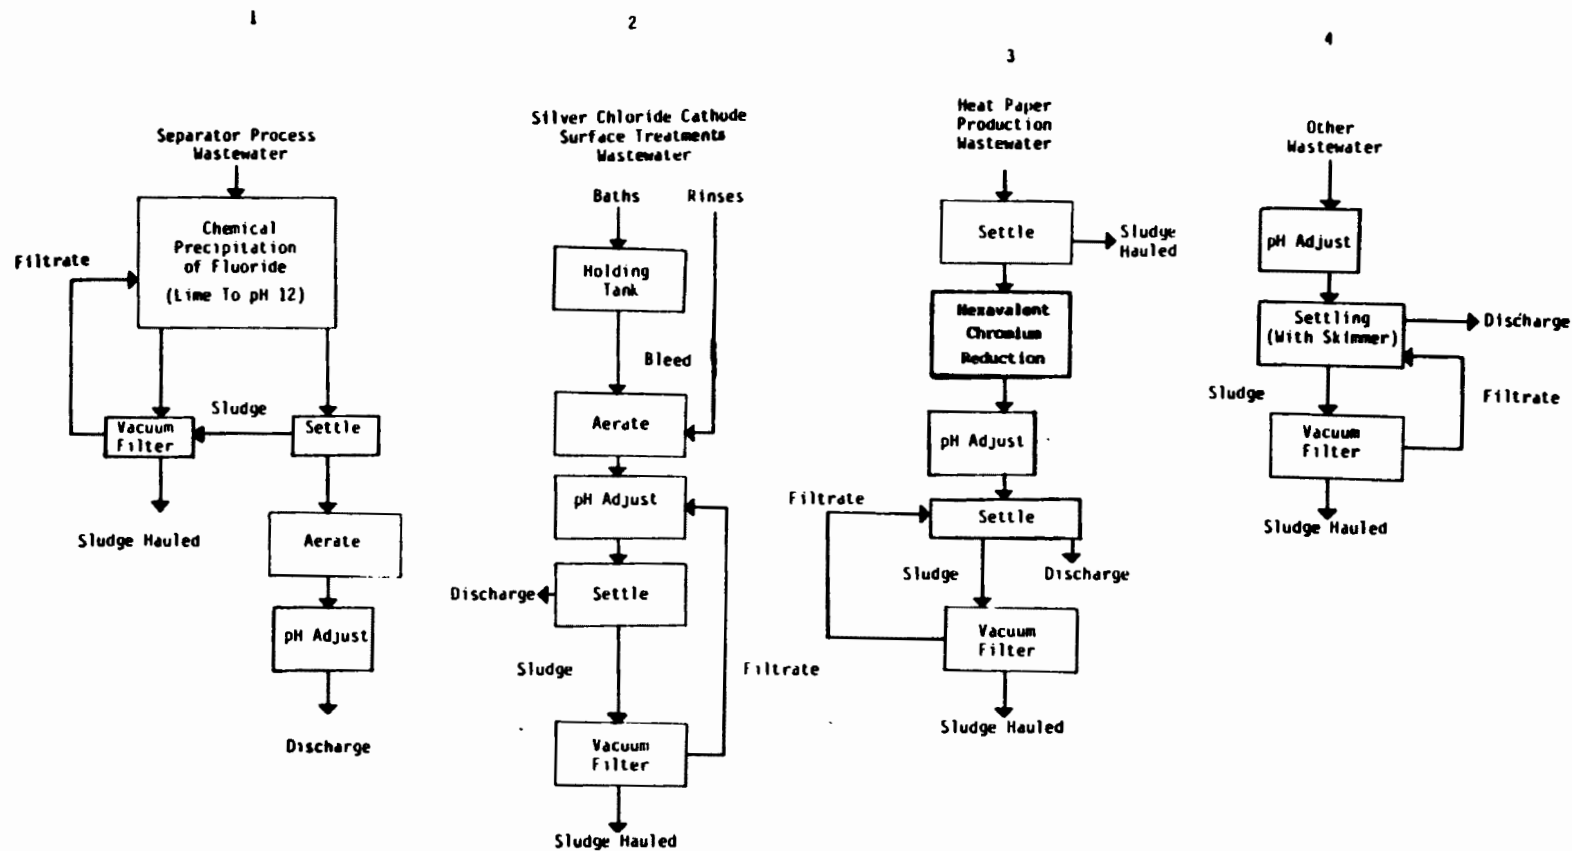 1
Separator Process
Wastewater
Chemical
Precipitation
of Fluoride
(Lime To pH 12)
Filtrate
Sludge
Vacuum
Filter
Settle
Sludge Hauled
Aerate
pH Adjust
Discharge
2
Silver Chloride Cathode
Surface Treatments
Wastewater
Baths
Rinses
Holding
Tank
Bleed
Aerate
pH Adjust
Discharge
Settle
Sludge
Filtrate
Vacuum
Filter
Sludge Hauled
3
Heat Paper
Production
Wastewater
Settle
Sludge
Hauled
Hexavalent
Chromium
Reduction
pH Adjust
Filtrate
Settle
Sludge
Discharge
Vacuum
Filter
Sludge Hauled
4
Other
Wastewater
pH Adjust
Settling
(With Skimmer)
Discharge
Sludge
Filtrate
Vacuum
Filter
Sludge Hauled